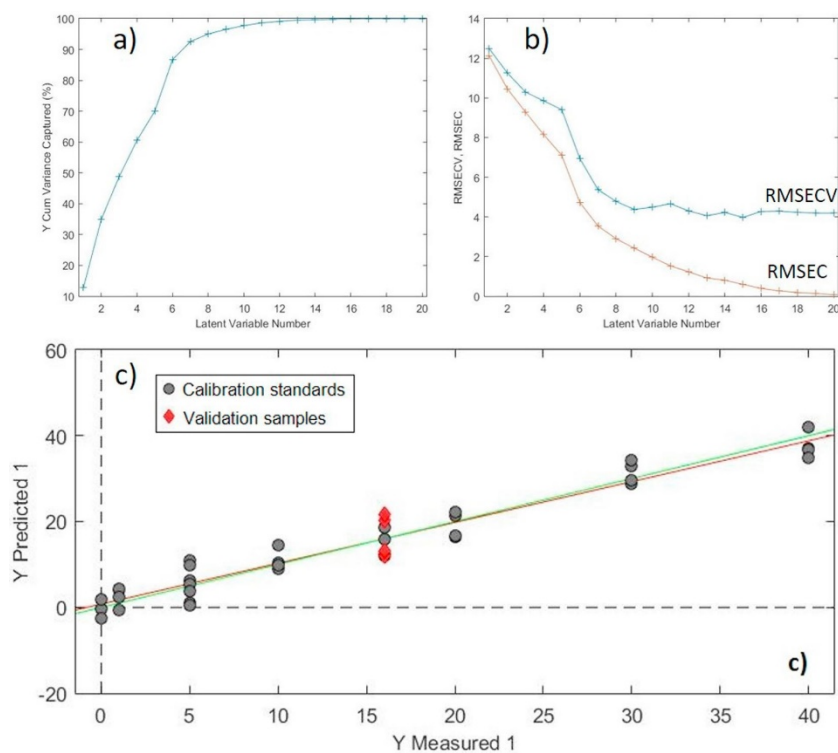 a)
Y Cum Variance Captured (%)
100
90
80
70
60
50
40
30
20
10
2 4 6 8 10 12 14 16 18 20
Latent Variable Number
b)
RMSECV, RMSEC
14
12
10
8
6
4
2
0
RMSECV
RMSEC
2 4 6 8 10 12 14 16 18 20
Latent Variable Number
c)
Calibration standards
Validation samples
Y Predicted 1
60
40
20
0
-20
c)
0 5 10 15 20 25 30 35 40
Y Measured 1